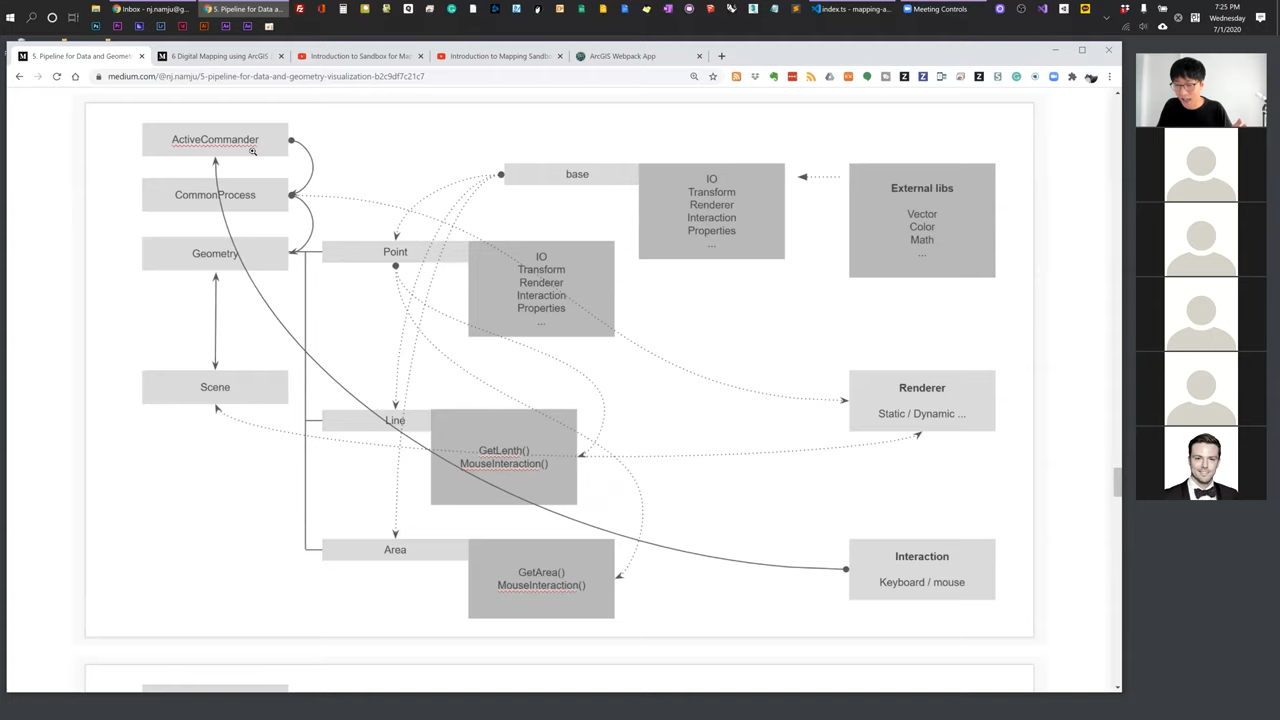 Inbox - nj.namju@g...
5. Pipeline for Data a...
index.ts - mapping-a...
Meeting Controls
7:25 PM
Wednesday
7/1/2020
5. Pipeline for Data and Geomet
6 Digital Mapping using ArcGIS
Introduction to Sandbox for Map
Introduction to Mapping Sandb
ArcGIS Webpack App
medium.com/@nj.namju/5-pipeline-for-data-and-geometry-visualization-b2c9df7c21c7
ActiveCommander
CommonProcess
Geometry
Scene
base
IO
Transform
Renderer
Interaction
Properties
...
External libs
Vector
Color
Math
...
Point
IO
Transform
Renderer
Interaction
Properties
...
Line
GetLenth()
MouseInteraction()
Area
GetArea()
MouseInteraction()
Renderer
Static / Dynamic ...
Interaction
Keyboard / mouse